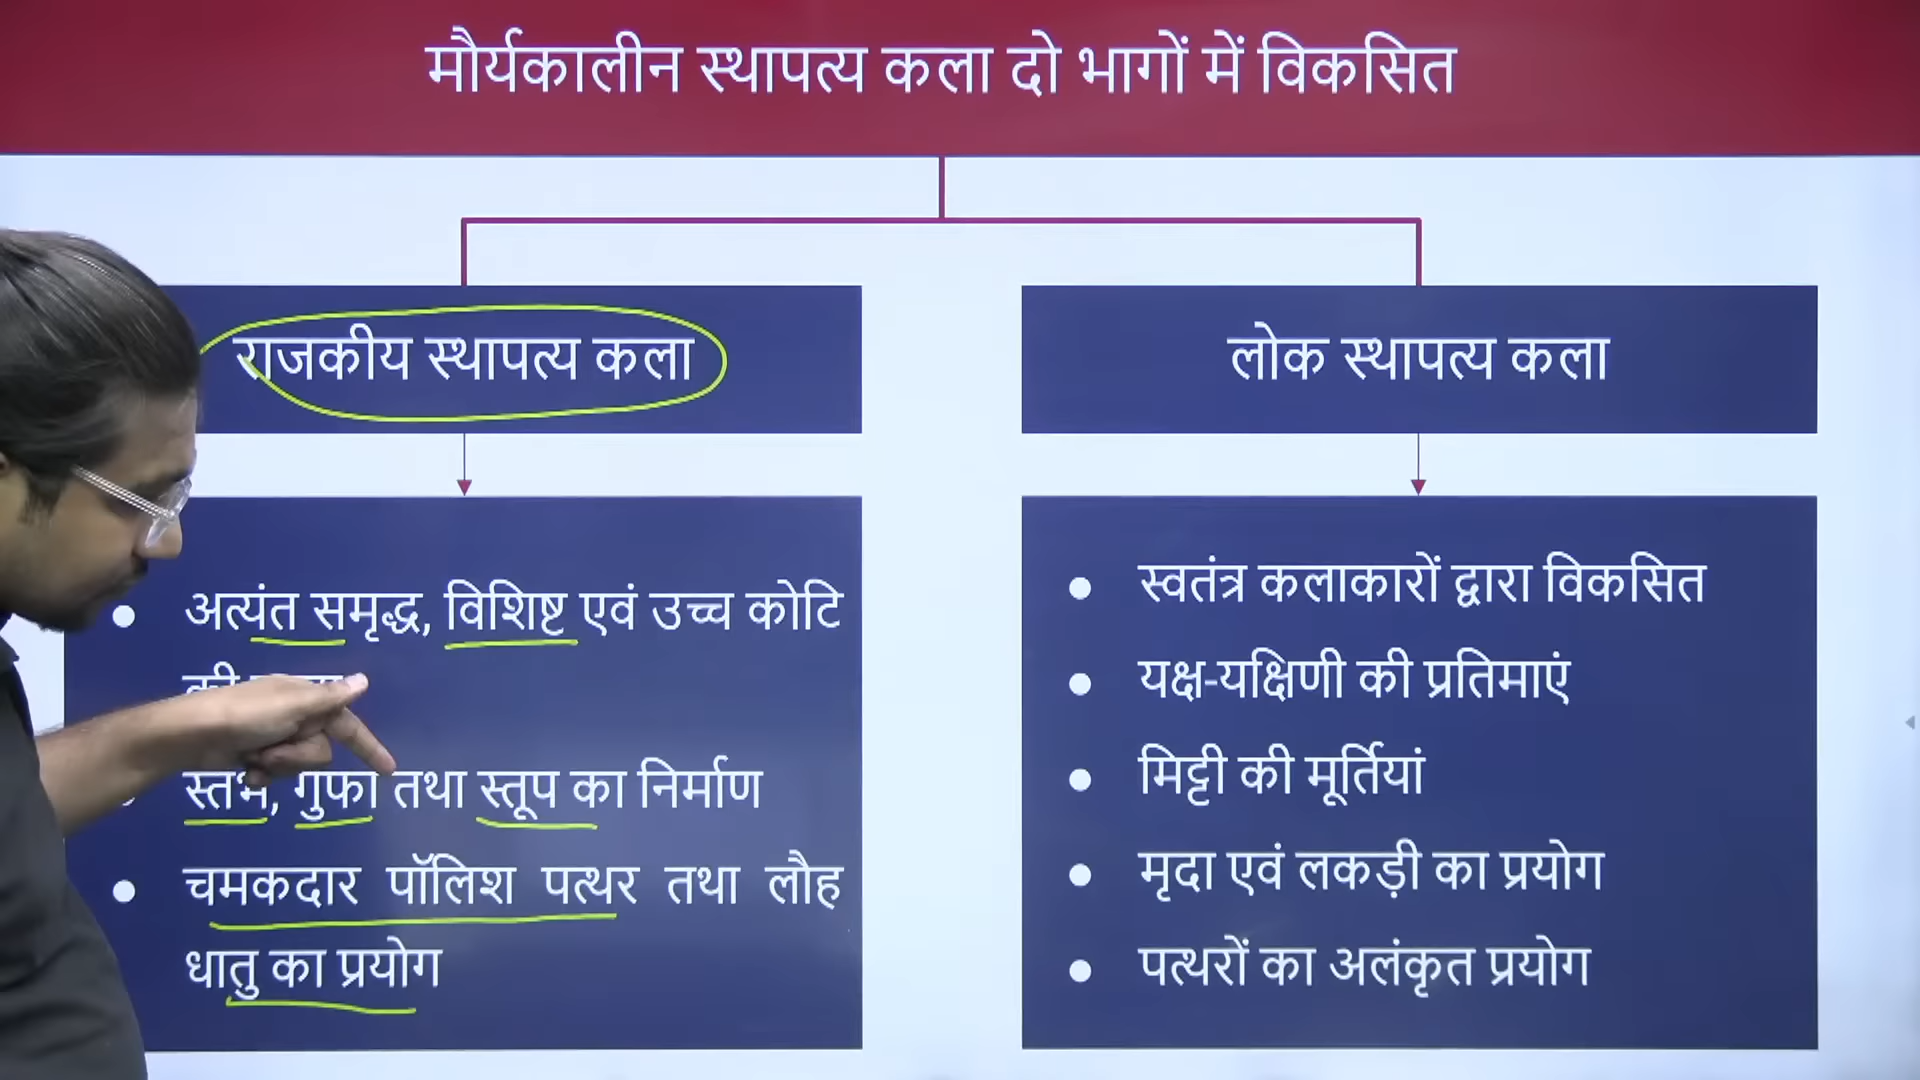 मौर्यकालीन स्थापत्य कला दो भागों में विकसित
राजकीय स्थापत्य कला
अत्यंत समृद्ध, विशिष्ट एवं उच्च कोटि
की
स्तंभ, गुफा तथा स्तूप का निर्माण
चमकदार पॉलिश पत्थर तथा लौह
धातु का प्रयोग
लोक स्थापत्य कला
स्वतंत्र कलाकारों द्वारा विकसित
यक्ष-यक्षिणी की प्रतिमाएं
मिट्टी की मूर्तियां
मृदा एवं लकड़ी का प्रयोग
पत्थरों का अलंकृत प्रयोग